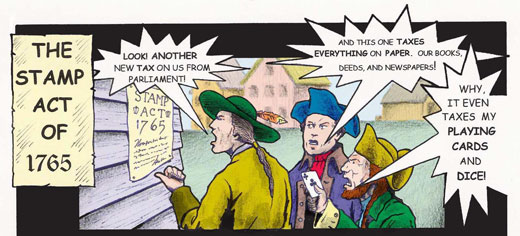 THE
STAMP
ACT
OF
1765
LOOK! ANOTHER
NEW TAX ON US FROM
PARLIAMENT!
STAMP
ACT
1765
AND THIS ONE TAXES
EVERYTHING ON PAPER. OUR BOOKS,
DEEDS, AND NEWSPAPERS!
WHY,
IT EVEN
TAXES MY
PLAYING
CARDS
AND
DICE!